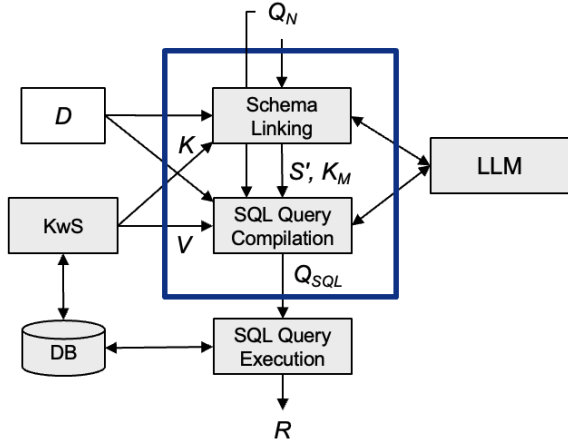 Q_N
D
Schema
Linking
K
S', K_M
LLM
KwS
SQL Query
Compilation
V
Q_SQL
DB
SQL Query
Execution
R